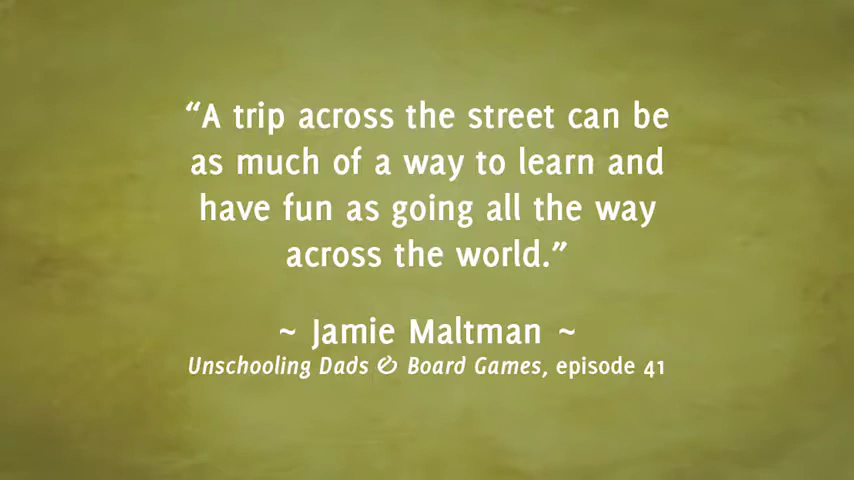 “A trip across the street can be
as much of a way to learn and
have fun as going all the way
across the world.”
~ Jamie Maltman ~
Unschooling Dads & Board Games, episode 41